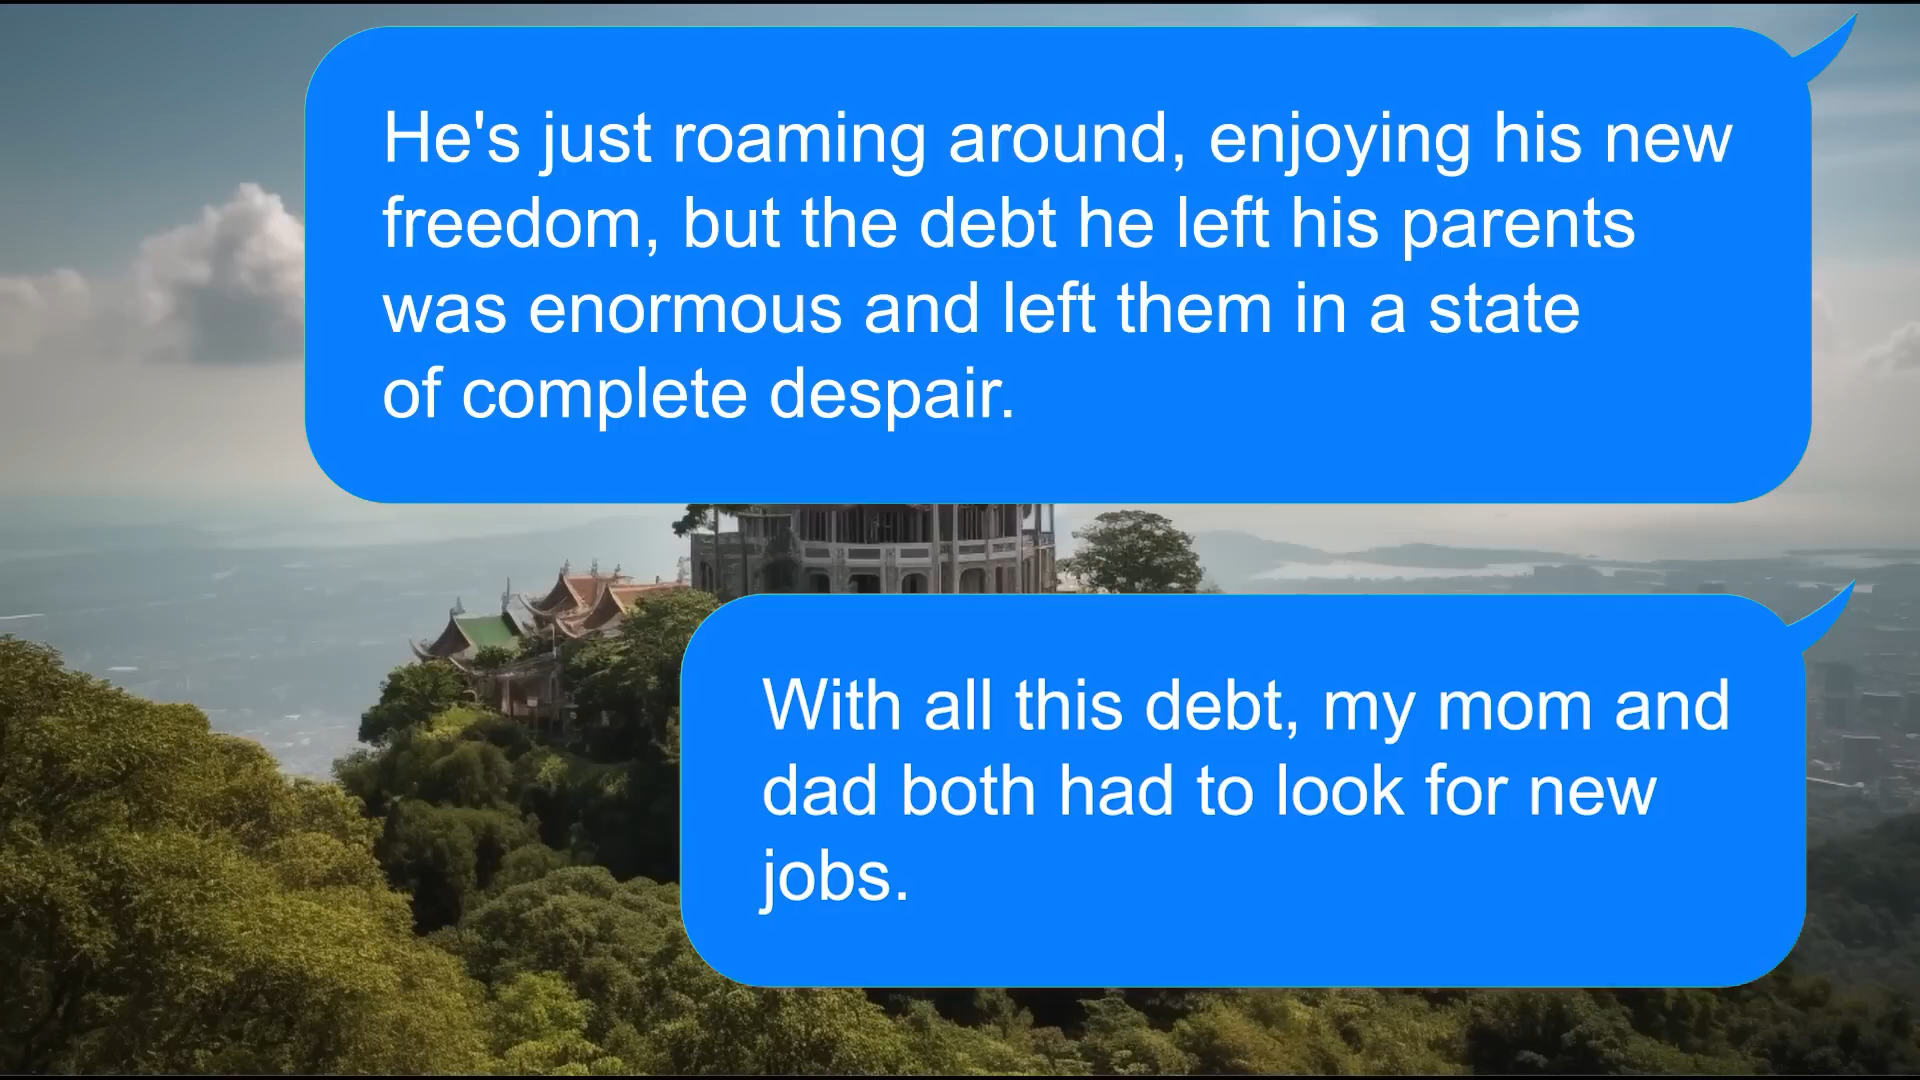 He's just roaming around, enjoying his new
freedom, but the debt he left his parents
was enormous and left them in a state
of complete despair.
With all this debt, my mom and
dad both had to look for new
jobs.